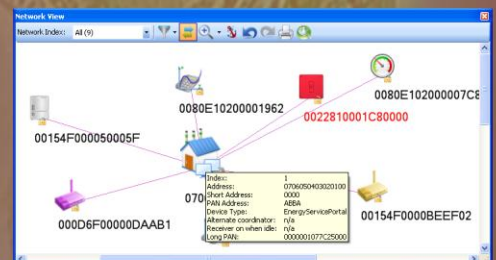 Network View
Network Index: All (9)
0080E10200001962
0080E102000007C8
0022810001C80000
00154F000050005F
070
Index: 1
Address: 0706050403020100
Short Address: 0000
PAN Address: ABBA
Device Type: EnergyServicePortal
Alternate coordinator: n/a
Receiver on when idle: n/a
Long PAN: 0000001077C25000
00154F0000BEEF02
000D6F00000DAAB1